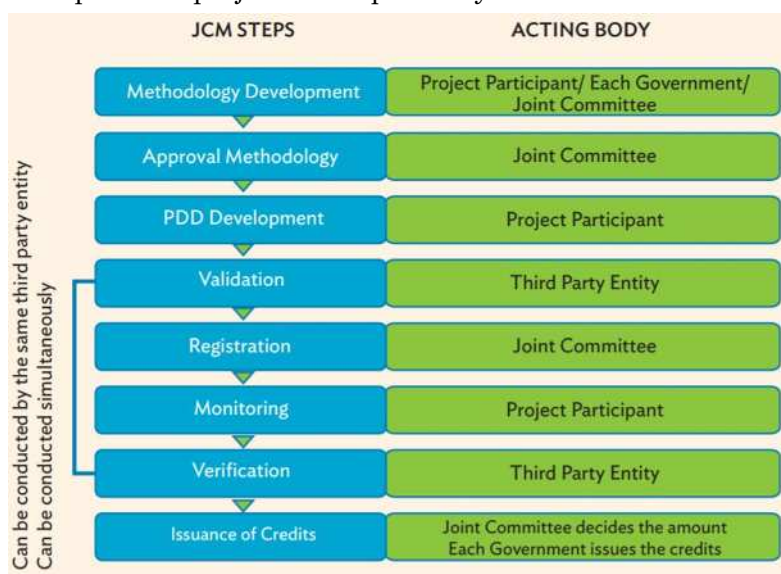 JCM STEPS
ACTING BODY
Methodology Development
Project Participant/ Each Government/
Joint Committee
Approval Methodology
Joint Committee
PDD Development
Project Participant
Validation
Third Party Entity
Registration
Joint Committee
Monitoring
Project Participant
Verification
Third Party Entity
Issuance of Credits
Joint Committee decides the amount
Each Government issues the credits
Can be conducted by the same third party entity
Can be conducted simultaneously